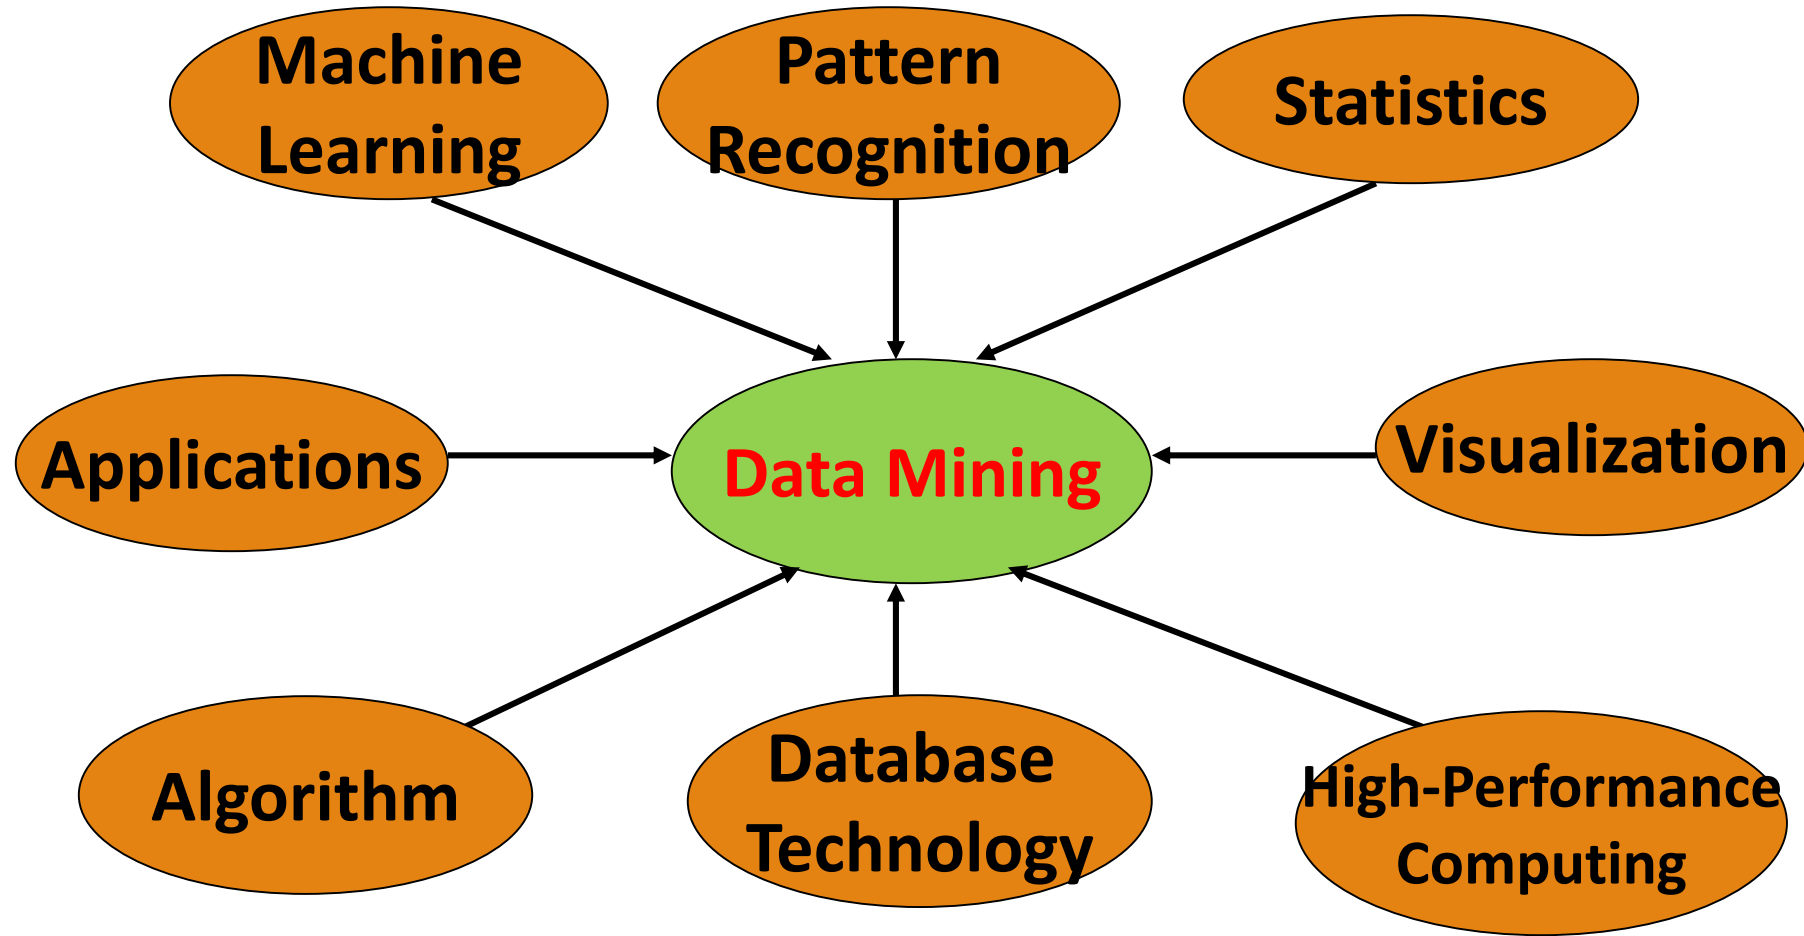 Machine
Learning
Pattern
Recognition
Statistics
Applications
Data Mining
Visualization
Algorithm
Database
Technology
High-Performance
Computing